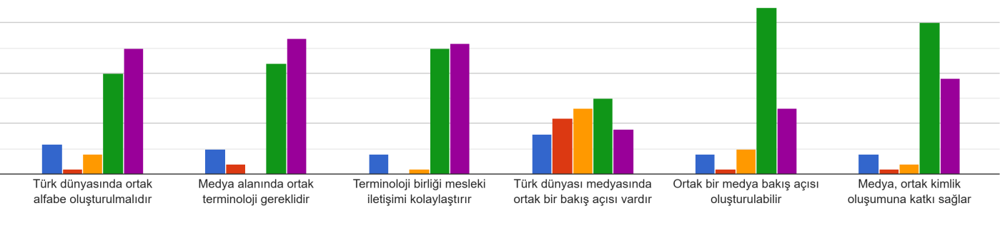 Türk dünyasında ortak
alfabe oluşturulmalıdır
Medya alanında ortak
terminoloji gereklidir
Terminoloji birliği mesleki
iletişimi kolaylaştırır
Türk dünyası medyasında
ortak bir bakış açısı vardır
Ortak bir medya bakış açısı
oluşturulabilir
Medya, ortak kimlik
oluşumuna katkı sağlar